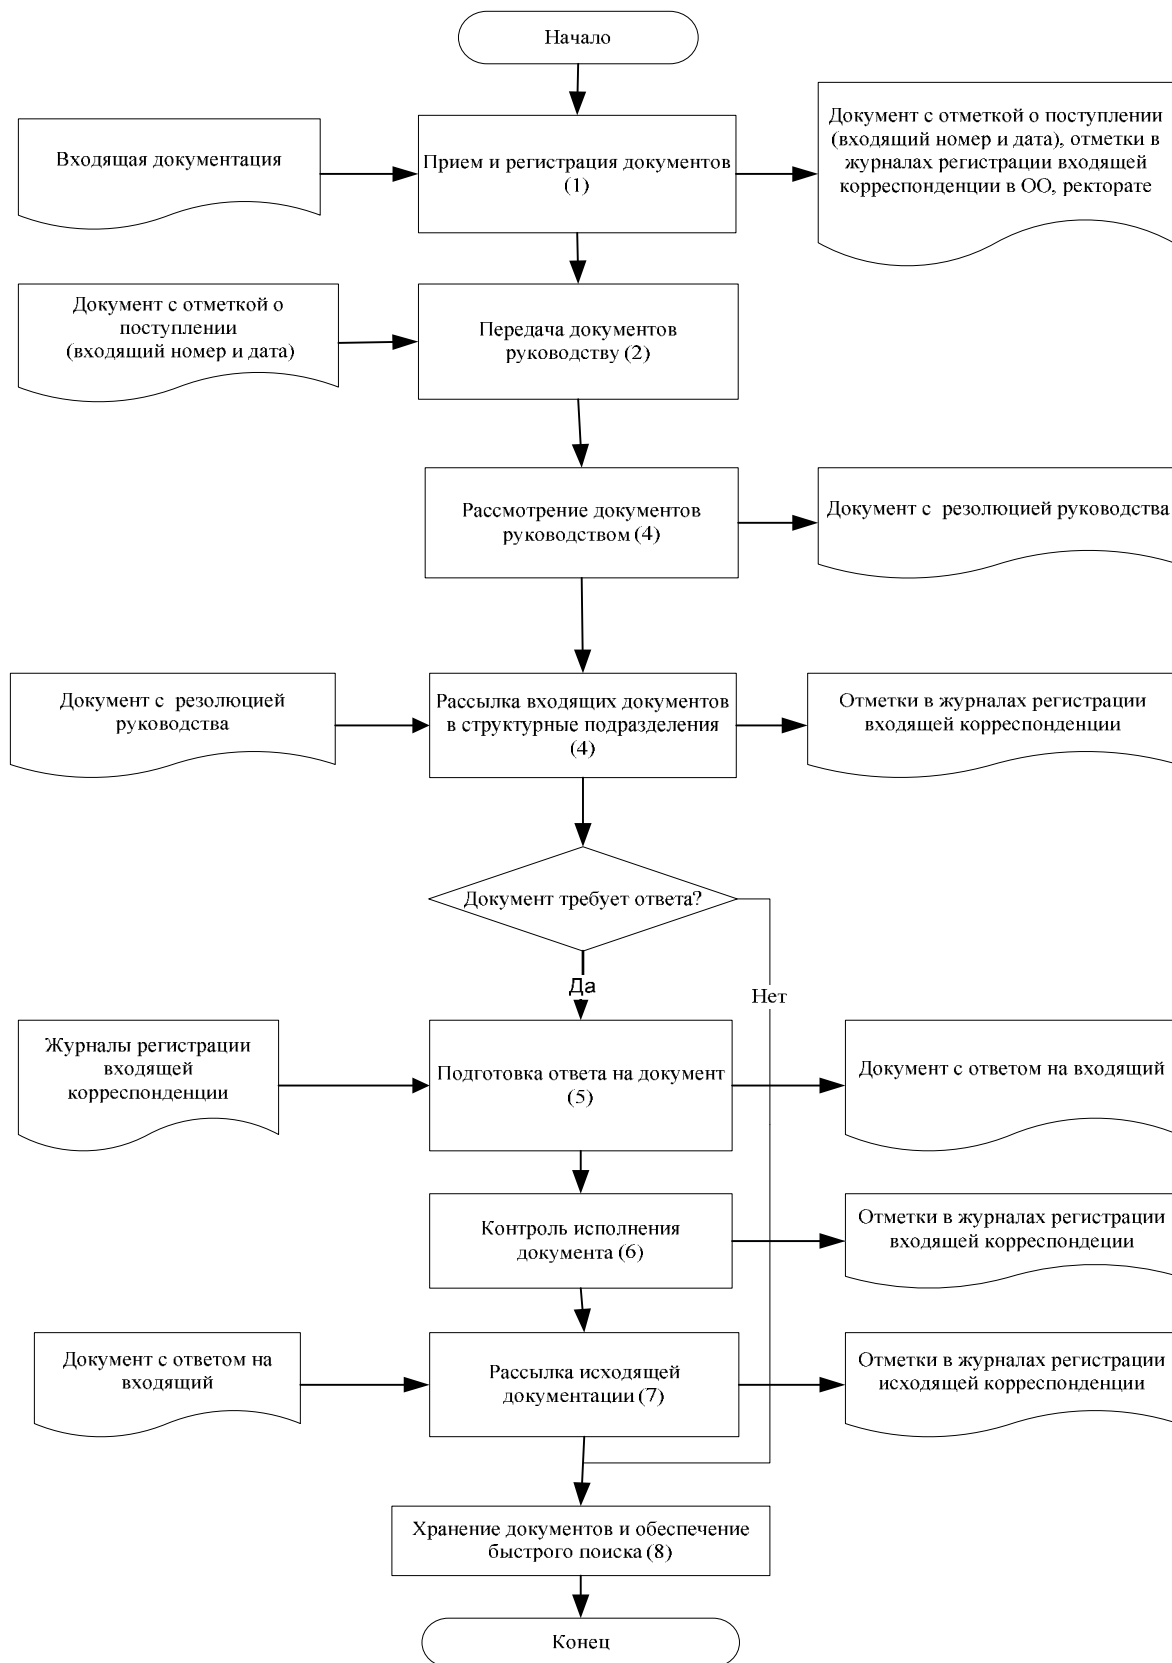 Начало
Входящая документация
Прием и регистрация документов
(1)
Документ с отметкой о поступлении
(входящий номер и дата), отметки в
журналах регистрации входящей
корреспонденции в ОО, ректорате
Документ с отметкой о
поступлении
(входящий номер и дата)
Передача документов
руководству (2)
Рассмотрение документов
руководством (4)
Документ с резолюцией руководства
Документ с резолюцией
руководства
Рассылка входящих документов
в структурные подразделения
(4)
Отметки в журналах регистрации
входящей корреспонденции
Документ требует ответа?
Да
Нет
Журналы регистрации
входящей
корреспонденции
Подготовка ответа на документ
(5)
Документ с ответом на входящий
Контроль исполнения
документа (6)
Отметки в журналах регистрации
входящей корреспондеции
Документ с ответом на
входящий
Рассылка исходящей
документации (7)
Отметки в журналах регистрации
исходящей корреспонденции
Хранение документов и обеспечение
быстрого поиска (8)
Конец